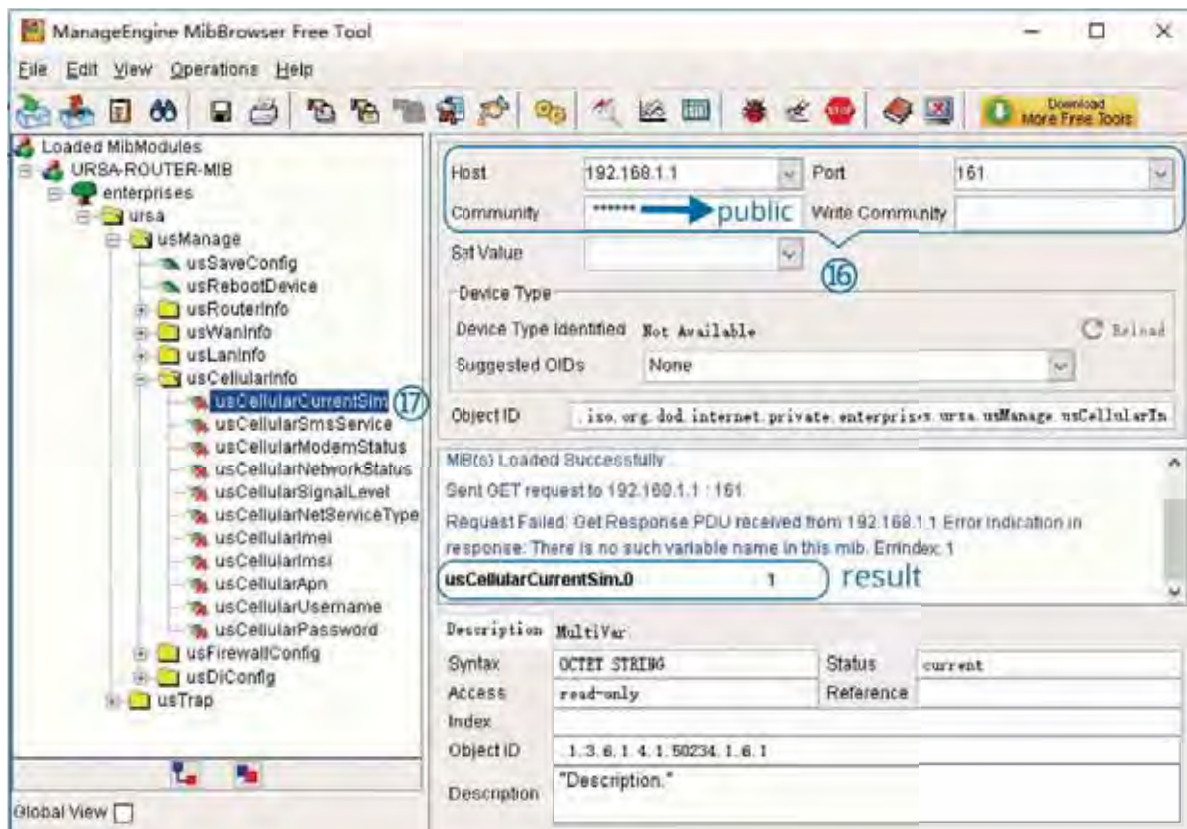 ManageEngine MibBrowser Free Tool
File Edit View Operations Help
STOP
Download
More Free Tools
Loaded MibModules
URSA-ROUTER-MIB
enterprises
ursa
usManage
usSaveConfig
usRebootDevice
usRouterInfo
usWanInfo
usLanInfo
usCellularInfo
usCellularCurrentSim ⑰
usCellularSmsService
usCellularModemStatus
usCellularNetworkStatus
usCellularSignalLevel
usCellularNetServiceType
usCellularImei
usCellularImsi
usCellularApn
usCellularUsername
usCellularPassword
usFirewallConfig
usDiConfig
usTrap
Global View
Host 192.168.1.1 Port 161
Community ****** public Write Community
Set Value
⑯
Device Type
Device Type Identified Not Available Reload
Suggested OIDs None
Object ID .iso.org.dod.internet.private.enterprises.ursa.usManage.usCellularIn
MIB(s) Loaded Successfully
Sent GET request to 192.168.1.1 : 161
Request Failed: Get Response PDU received from 192.168.1.1 Error Indication in
response: There is no such variable name in this mib. Errindex: 1
usCellularCurrentSim.0 1 result
Description MultiVar
Syntax OCTET STRING Status current
Access read-only Reference
Index
Object ID .1.3.6.1.4.1.50234.1.6.1
Description "Description."